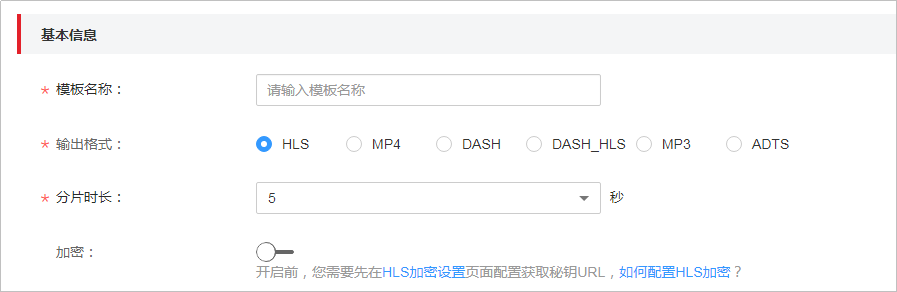 基本信息
* 模板名称： 请输入模板名称
* 输出格式： HLS MP4 DASH DASH_HLS MP3 ADTS
* 分片时长： 5 秒
加密：
开启前，您需要先在HLS加密设置页面配置获取秘钥URL，如何配置HLS加密？